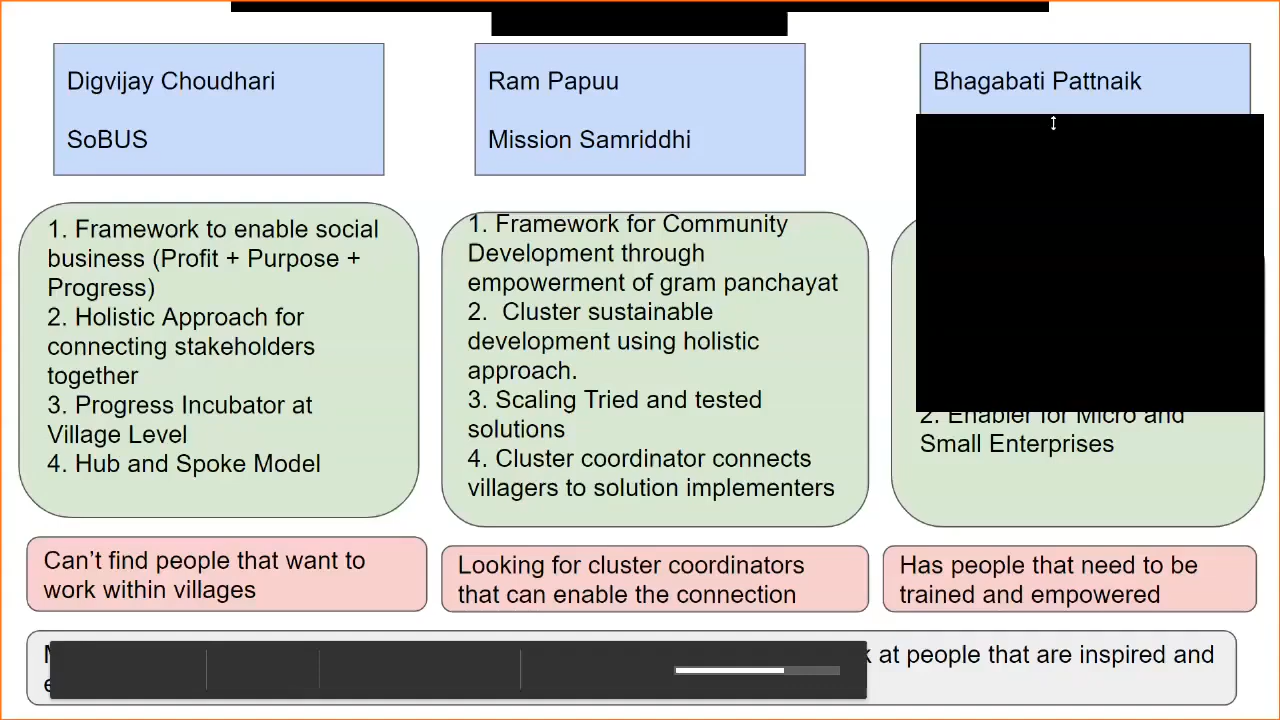 Digvijay Choudhari
SoBUS
Ram Papuu
Mission Samriddhi
Bhagabati Pattnaik
1. Framework to enable social
business (Profit + Purpose +
Progress)
2. Holistic Approach for
connecting stakeholders
together
3. Progress Incubator at
Village Level
4. Hub and Spoke Model
1. Framework for Community
Development through
empowerment of gram panchayat
2. Cluster sustainable
development using holistic
approach.
3. Scaling Tried and tested
solutions
4. Cluster coordinator connects
villagers to solution implementers
2. Enabler for Micro and
Small Enterprises
Can't find people that want to
work within villages
Looking for cluster coordinators
that can enable the connection
Has people that need to be
trained and empowered
at people that are inspired and